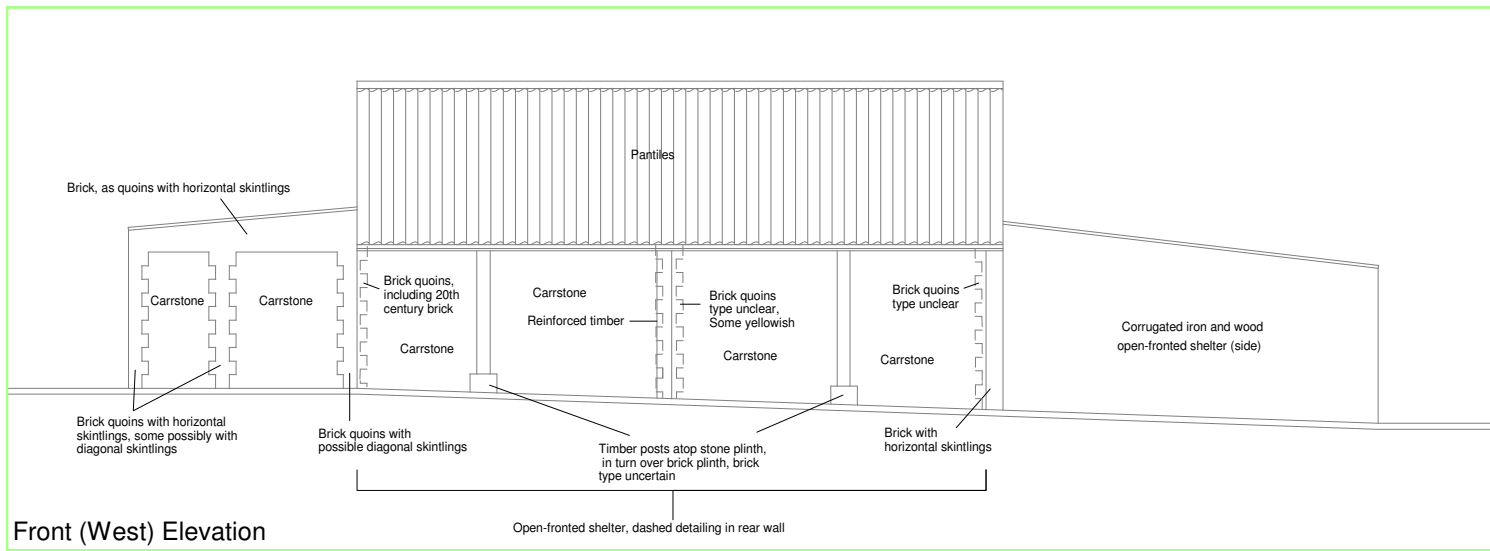 Pantiles
Brick, as quoins with horizontal skintlings
Carrstone
Carrstone
Brick quoins,
including 20th
century brick
Carrstone
Carrstone
Reinforced timber
Brick quoins
type unclear,
Some yellowish
Carrstone
Brick quoins
type unclear
Carrstone
Corrugated iron and wood
open-fronted shelter (side)
Brick quoins with horizontal
skintlings, some possibly with
diagonal skintlings
Brick quoins with
possible diagonal skintlings
Timber posts atop stone plinth,
in turn over brick plinth, brick
type uncertain
Brick with
horizontal skintlings
Open-fronted shelter, dashed detailing in rear wall
Front (West) Elevation